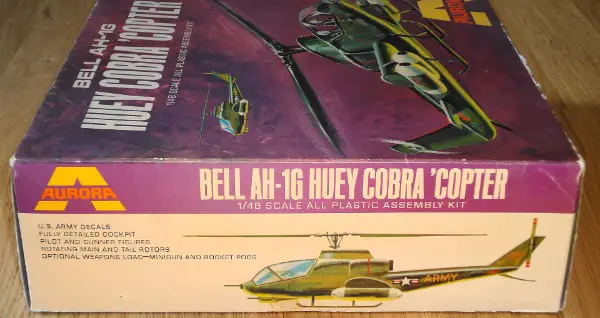 BELL AH-1G
HUEY COBRA 'COPTER
1/48 SCALE ALL PLASTIC ASSEMBLY KIT
AURORA
BELL AH-1G HUEY COBRA 'COPTER
1/48 SCALE ALL PLASTIC ASSEMBLY KIT
U.S. ARMY DECALS
FULLY DETAILED COCKPIT
PILOT AND GUNNER FIGURES
ROTATING MAIN AND TAIL ROTORS
OPTIONAL WEAPONS LOAD—MINIGUN AND ROCKET PODS
ARMY